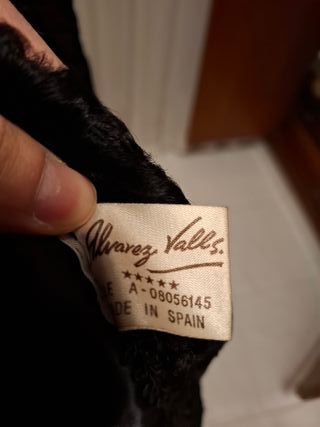 Alvarez Valls.
★★★★★
E A-08056145
DE IN SPAIN